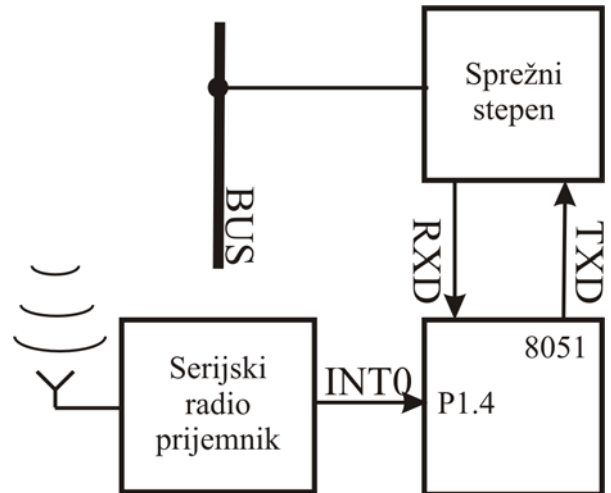 Sprežni
stepen
BUS
RXD
TXD
8051
Serijski
radio
prijemnik
INT0
P1.4